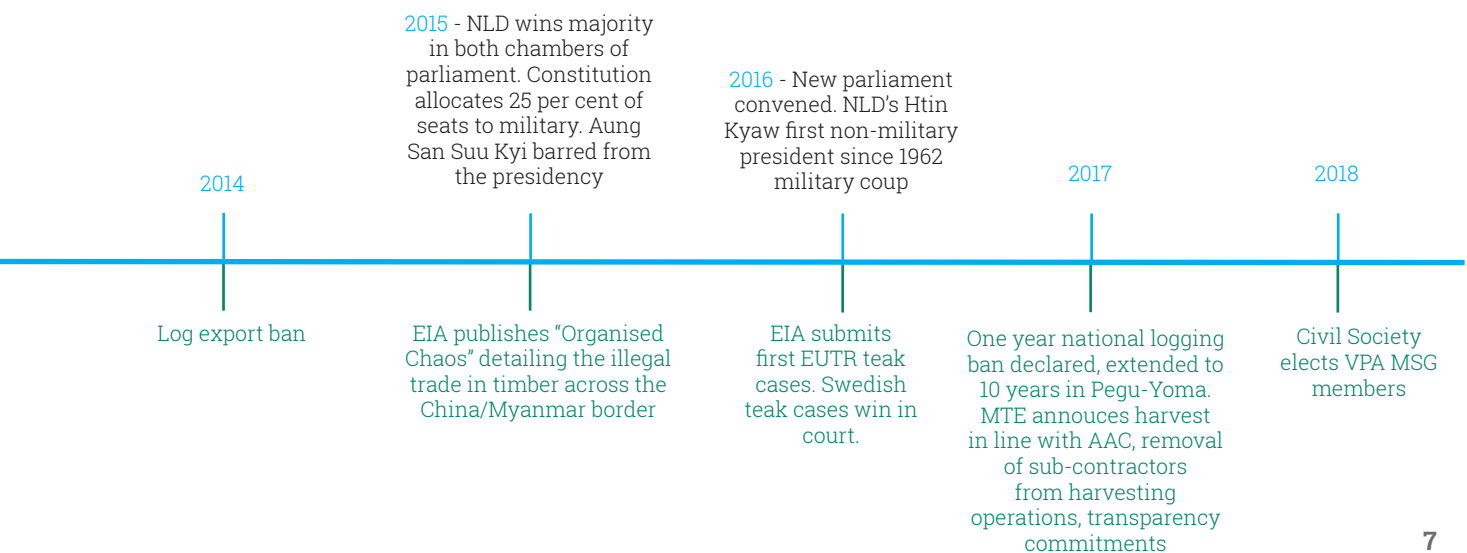 2014
2015 - NLD wins majority
in both chambers of
parliament. Constitution
allocates 25 per cent of
seats to military. Aung
San Suu Kyi barred from
the presidency
2016 - New parliament
convened. NLD’s Htin
Kyaw first non-military
president since 1962
military coup
2017
2018
Log export ban
EIA publishes “Organised
Chaos” detailing the illegal
trade in timber across the
China/Myanmar border
EIA submits
first EUTR teak
cases. Swedish
teak cases win in
court.
One year national logging
ban declared, extended to
10 years in Pegu-Yoma.
MTE annouces harvest
in line with AAC, removal
of sub-contractors
from harvesting
operations, transparency
commitments
Civil Society
elects VPA MSG
members
7